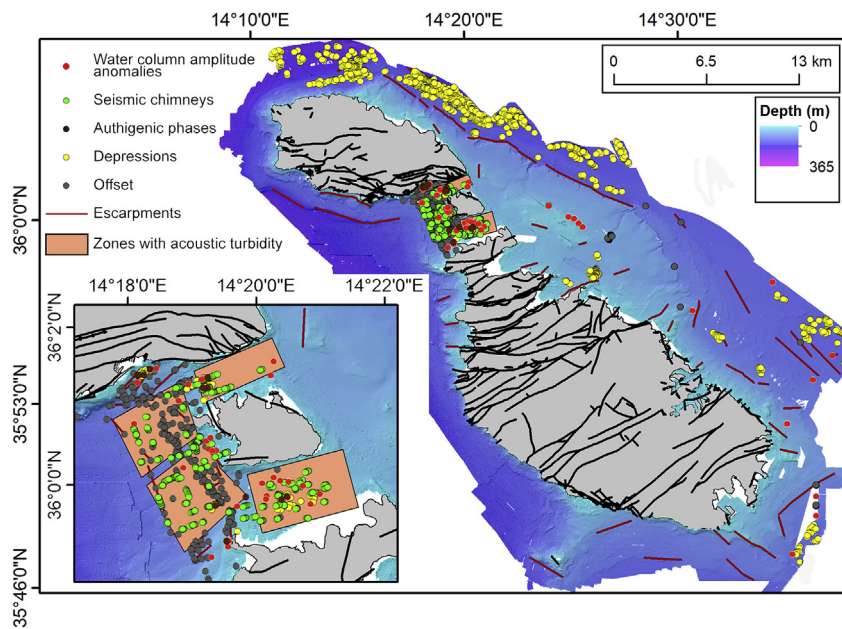 14°10'0"E
14°20'0"E
14°30'0"E
Water column amplitude
anomalies
Seismic chimneys
Authigenic phases
Depressions
Offset
Escarpments
Zones with acoustic turbidity
0
6.5
13 km
Depth (m)
0
365
36°0'0"N
35°53'0"N
35°46'0"N
14°18'0"E
14°20'0"E
14°22'0"E
36°2'0"N
36°0'0"N